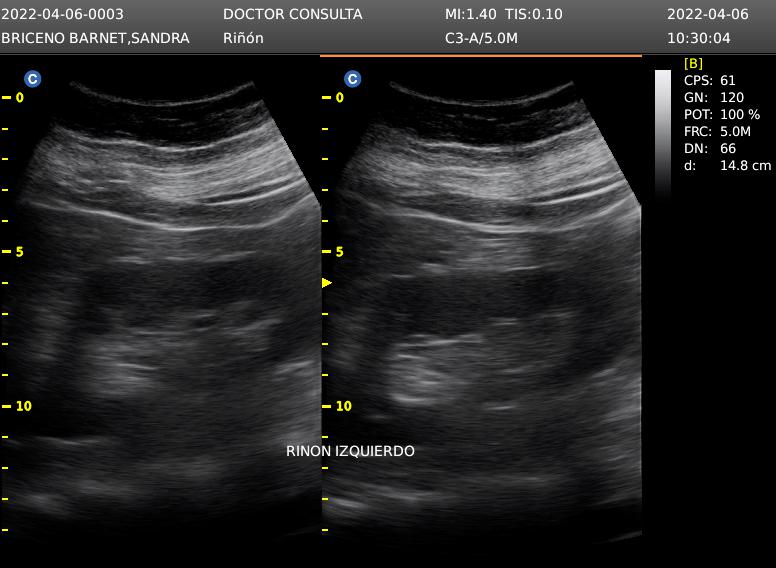 2022-04-06-0003 DOCTOR CONSULTA MI:1.40 TIS:0.10 2022-04-06
BRICENO BARNET,SANDRA Riñón C3-A/5.0M 10:30:04
[B]
CPS: 61
GN: 120
POT: 100 %
FRC: 5.0M
DN: 66
d: 14.8 cm
C C
0 0
5 5
10 10
RINON IZQUIERDO